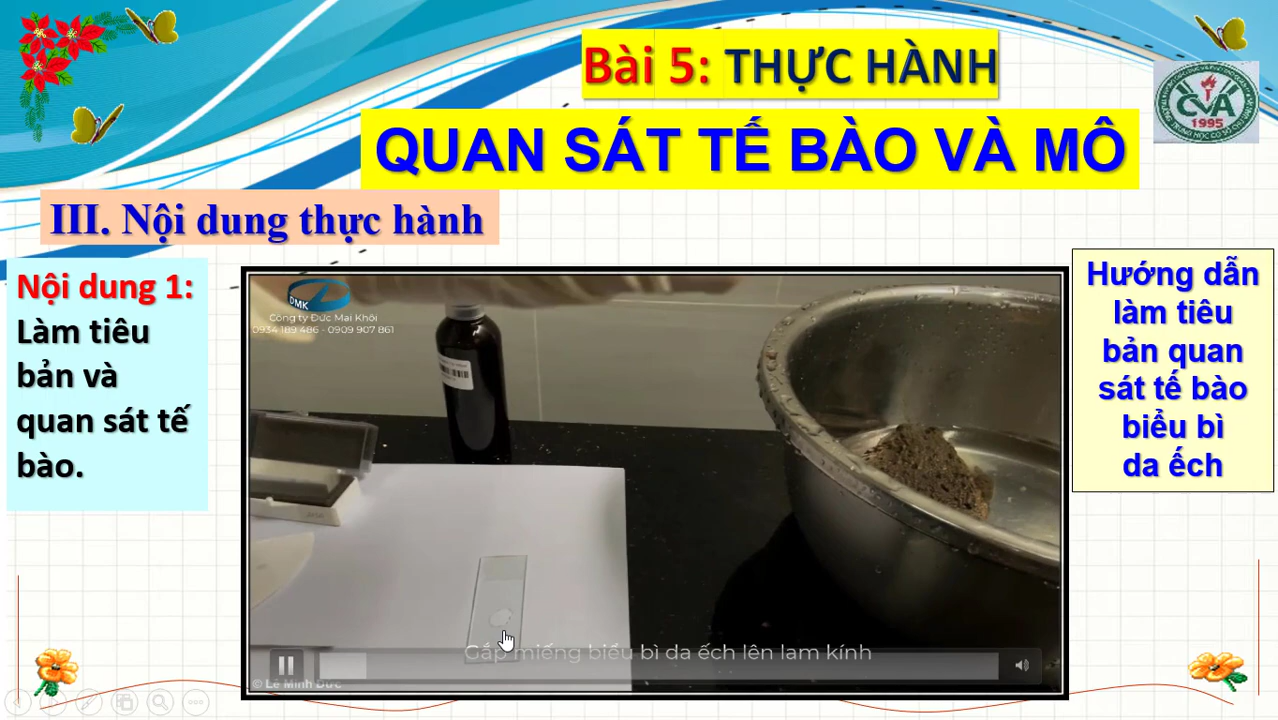 Bài 5: THỰC HÀNH
QUAN SÁT TẾ BÀO VÀ MÔ
CVA
1995
III. Nội dung thực hành
Nội dung 1:
Làm tiêu
bản và
quan sát tế
bào.
DMK
Công ty Đức Mai Khôi
0934 189 486 - 0909 907 861
Gắp miếng biểu bì da ếch lên lam kính
© Lê Minh Đức
Hướng dẫn
làm tiêu
bản quan
sát tế bào
biểu bì
da ếch